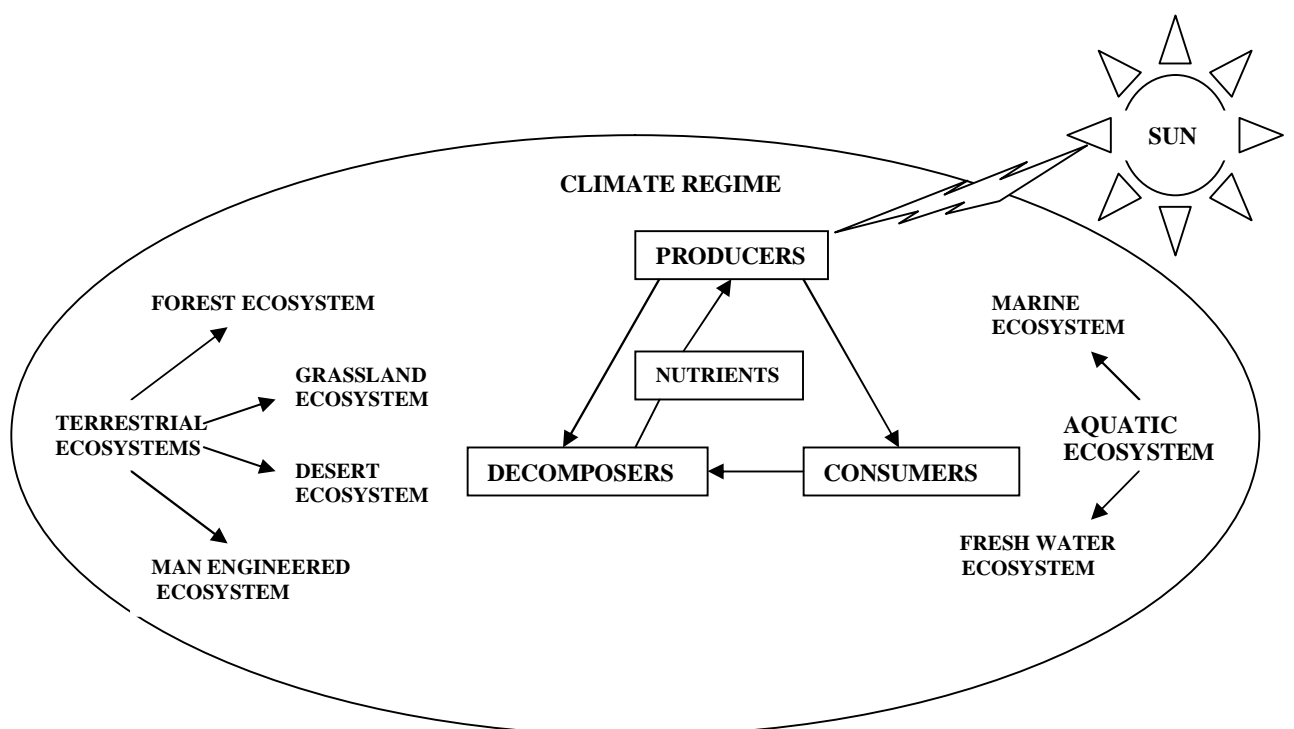 SUN
CLIMATE REGIME
PRODUCERS
FOREST ECOSYSTEM
MARINE
ECOSYSTEM
NUTRIENTS
GRASSLAND
ECOSYSTEM
TERRESTRIAL
ECOSYSTEMS
AQUATIC
ECOSYSTEM
DECOMPOSERS
CONSUMERS
DESERT
ECOSYSTEM
FRESH WATER
ECOSYSTEM
MAN ENGINEERED
ECOSYSTEM